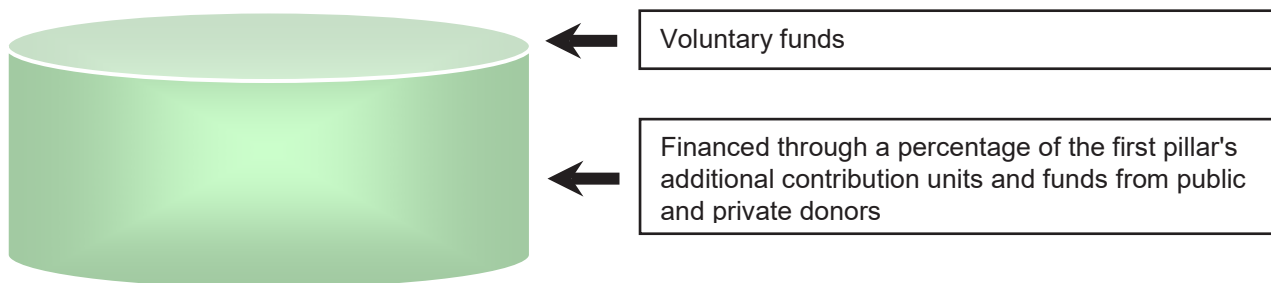 Voluntary funds
Financed through a percentage of the first pillar's
additional contribution units and funds from public
and private donors